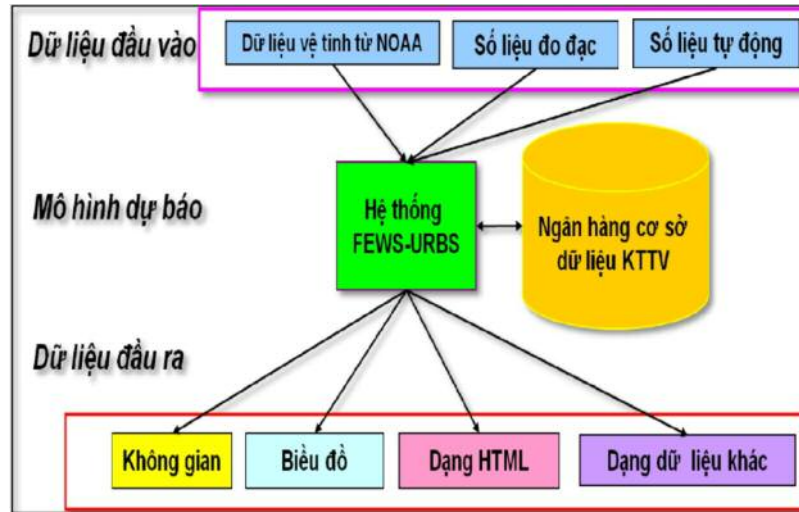 Dữ liệu đầu vào
Dữ liệu vệ tinh từ NOAA
Số liệu đo đạc
Số liệu tự động
Mô hình dự báo
Hệ thống
FEWS-URBS
Ngân hàng cơ sở
dữ liệu KTTV
Dữ liệu đầu ra
Không gian
Biểu đồ
Dạng HTML
Dạng dữ liệu khác